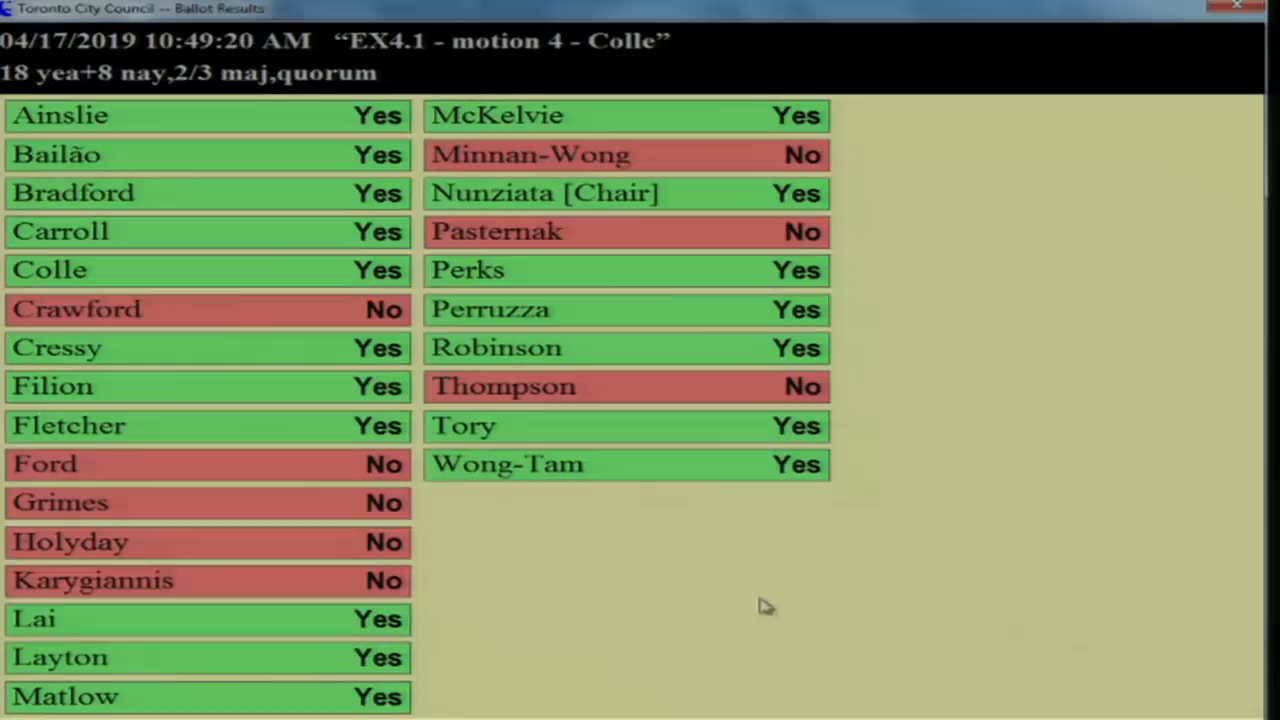 Toronto City Council -- Ballot Results
04/17/2019 10:49:20 AM "EX4.1 - motion 4 - Colle"
18 yea+8 nay,2/3 maj,quorum
Ainslie Yes
Bailão Yes
Bradford Yes
Carroll Yes
Colle Yes
Crawford No
Cressy Yes
Filion Yes
Fletcher Yes
Ford No
Grimes No
Holyday No
Karygiannis No
Lai Yes
Layton Yes
Matlow Yes
McKelvie Yes
Minnan-Wong No
Nunziata [Chair] Yes
Pasternak No
Perks Yes
Perruzza Yes
Robinson Yes
Thompson No
Tory Yes
Wong-Tam Yes